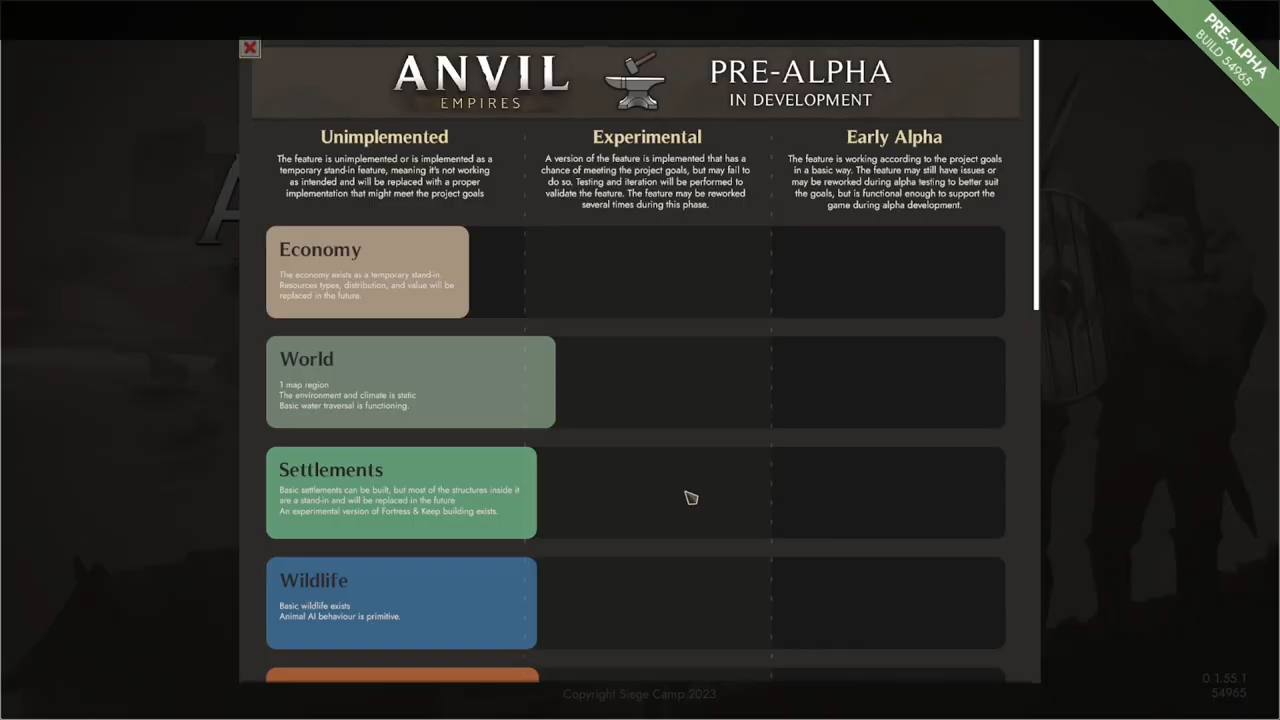 PRE-ALPHA
BUILD 54965
ANVIL
EMPIRES
PRE-ALPHA
IN DEVELOPMENT
Unimplemented
The feature is unimplemented or is implemented as a
temporary stand-in feature, meaning it's not working
as intended and will be replaced with a proper
implementation that might meet the project goals
Experimental
A version of the feature is implemented that has a
chance of meeting the project goals, but may fail to
do so. Testing and iteration will be performed to
validate the feature. The feature may be reworked
several times during this phase.
Early Alpha
The feature is working according to the project goals
in a basic way. The feature may still have issues or
may be reworked during alpha testing to better suit
the goals, but is functional enough to support the
game during alpha development.
Economy
The economy exists as a temporary stand-in.
Resources types, distribution, and value will be
replaced in the future.
World
1 map region
The environment and climate is static
Basic water traversal is functioning.
Settlements
Basic settlements can be built, but most of the structures inside it
are a stand-in and will be replaced in the future
An experimental version of Fortress & Keep building exists.
Wildlife
Basic wildlife exists
Animal AI behaviour is primitive.
Copyright Siege Camp 2023
0.1.55.1
54965